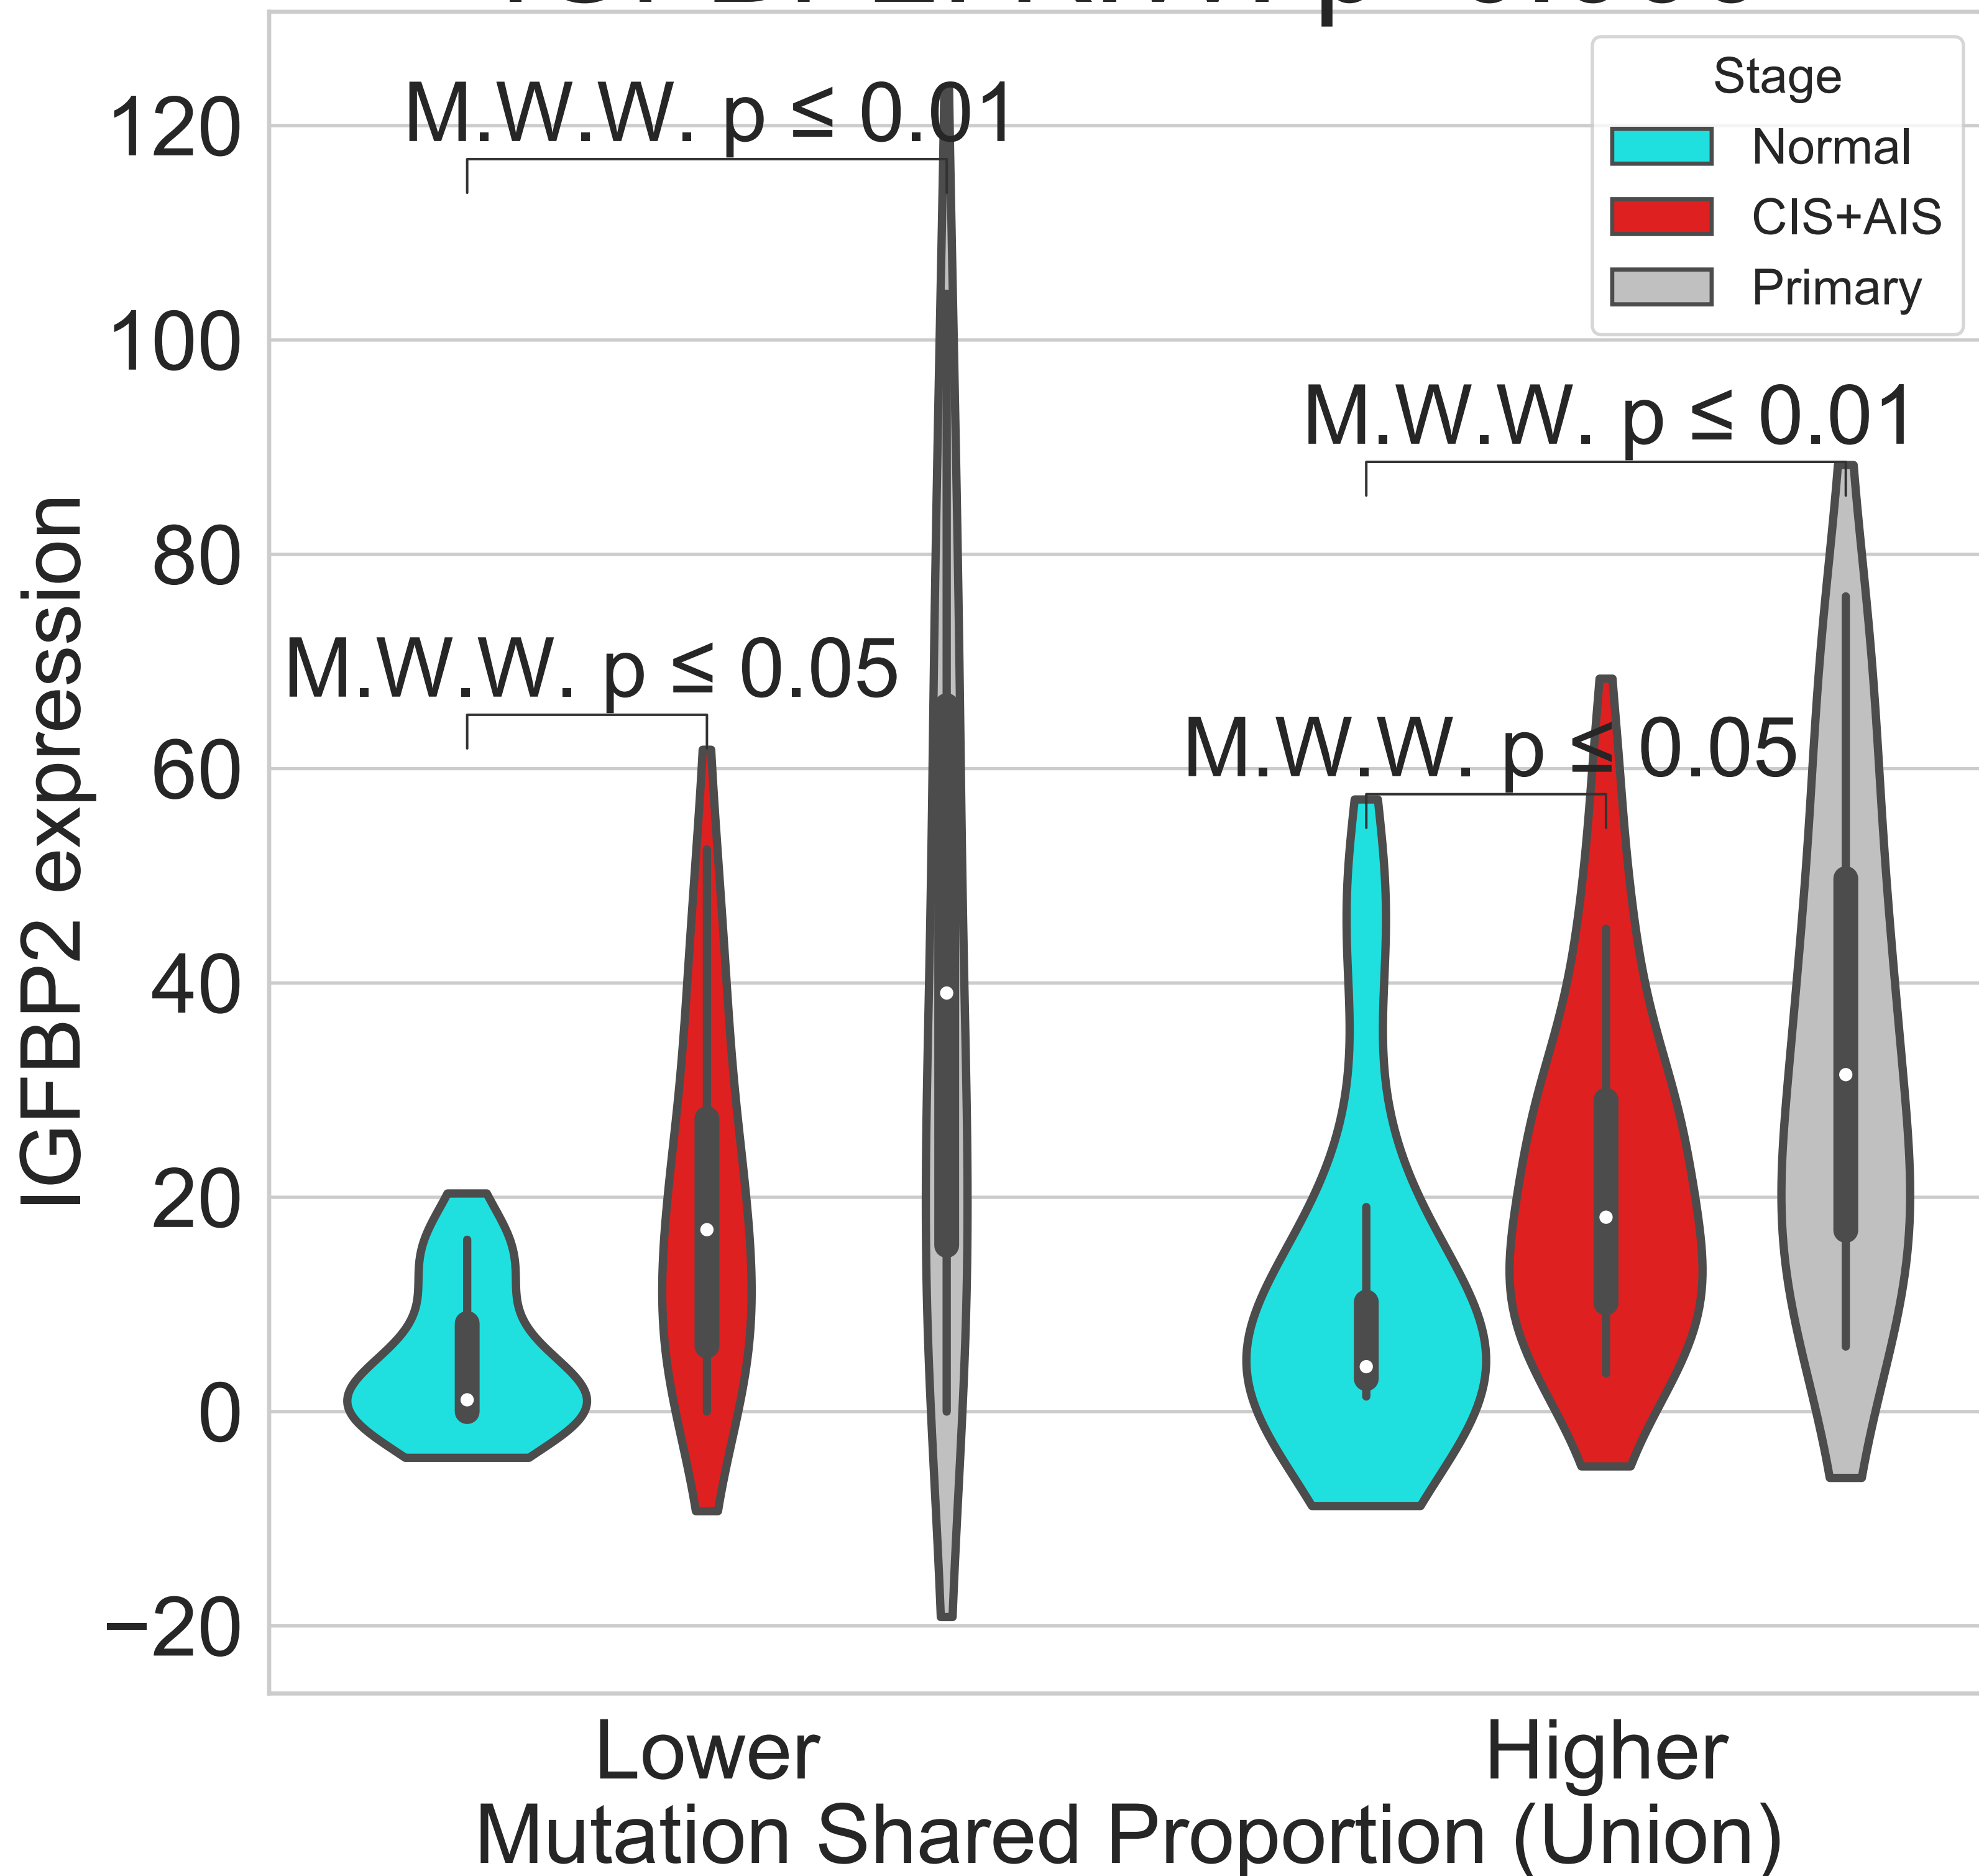 M.W.W. p ≤ 0.01
Stage
Normal
CIS+AIS
Primary
M.W.W. p ≤ 0.01
M.W.W. p ≤ 0.05
M.W.W. p ≤ 0.05
120
100
80
60
40
20
0
−20
IGFBP2 expression
Lower
Higher
Mutation Shared Proportion (Union)